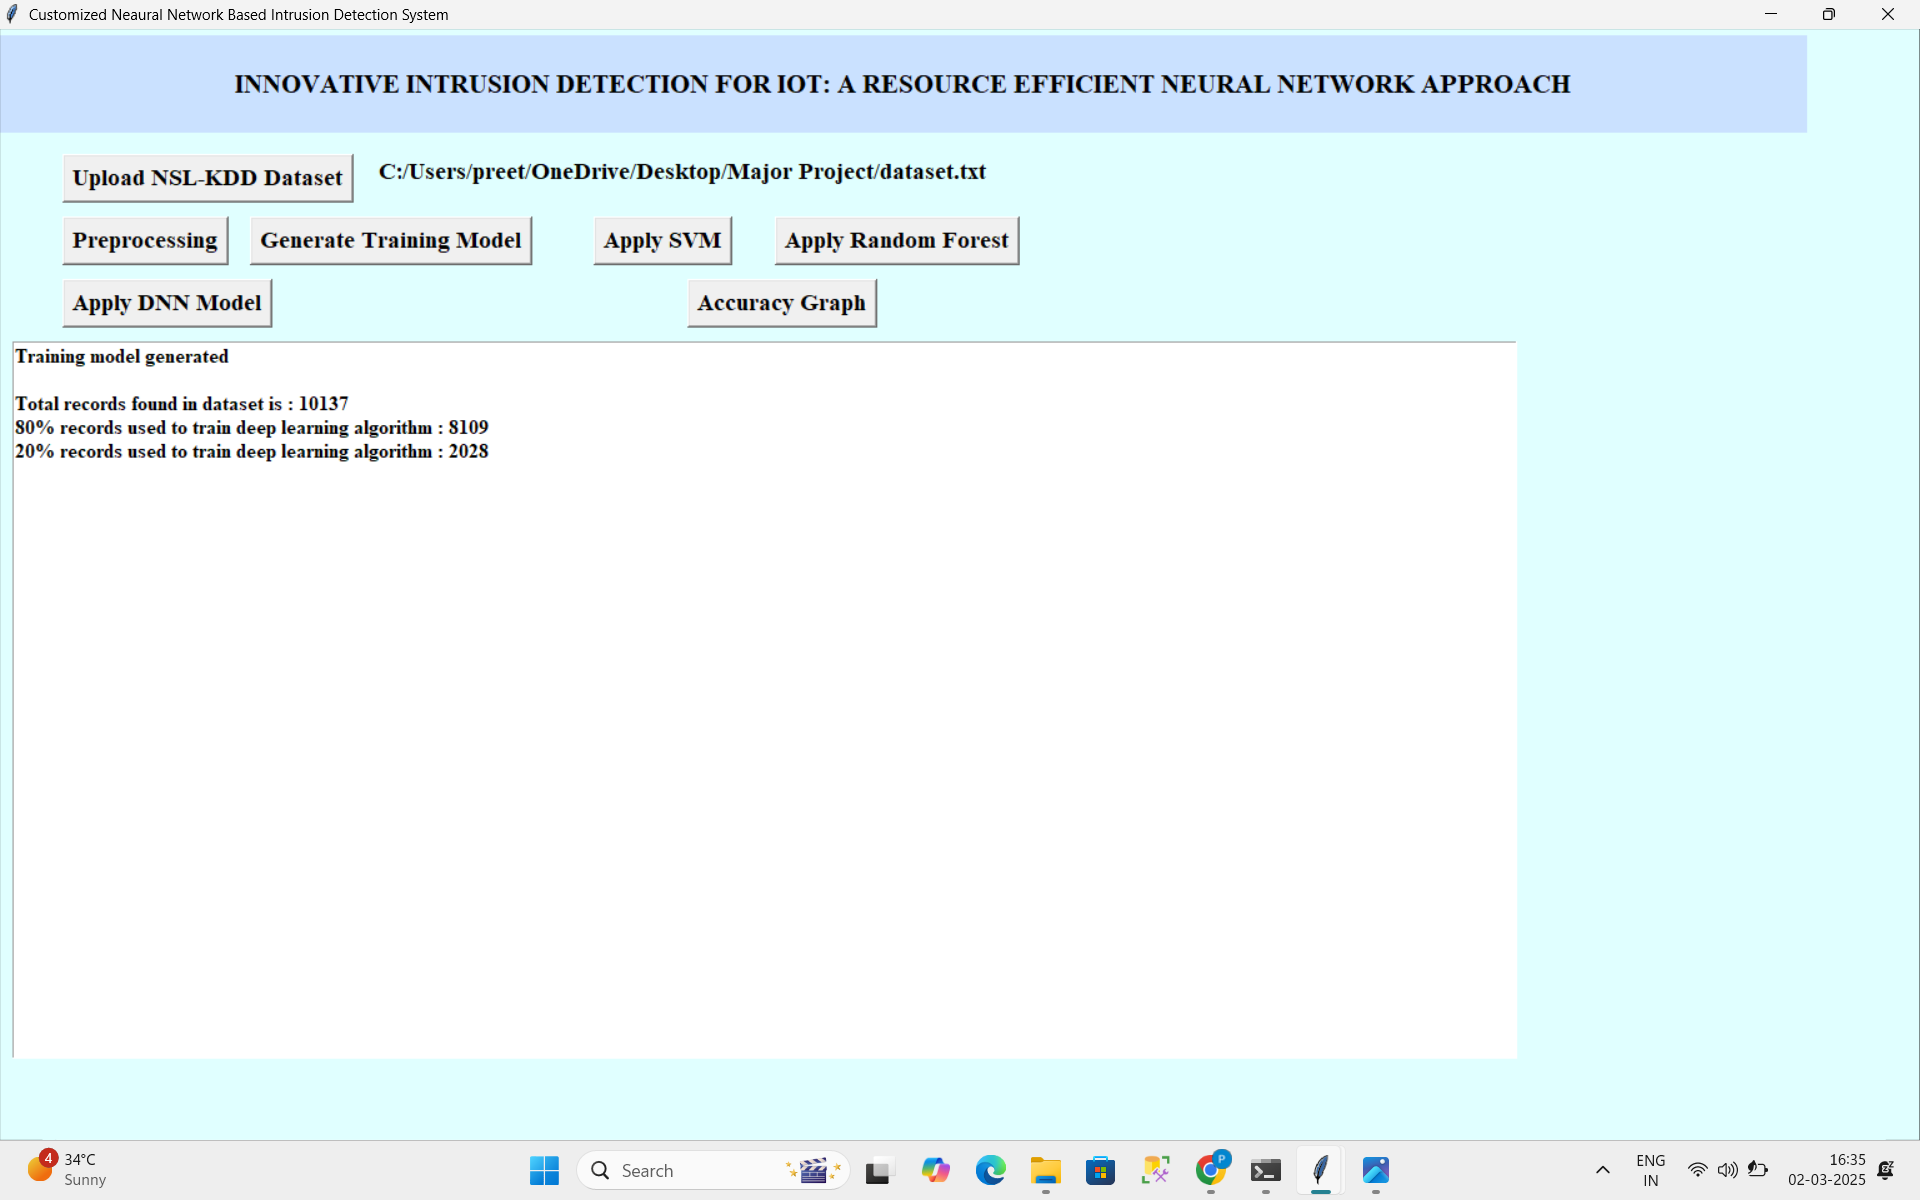 Customized Neaural Network Based Intrusion Detection System
INNOVATIVE INTRUSION DETECTION FOR IOT: A RESOURCE EFFICIENT NEURAL NETWORK APPROACH
Upload NSL-KDD Dataset
C:/Users/preet/OneDrive/Desktop/Major Project/dataset.txt
Preprocessing
Generate Training Model
Apply SVM
Apply Random Forest
Apply DNN Model
Accuracy Graph
Training model generated
Total records found in dataset is : 10137
80% records used to train deep learning algorithm : 8109
20% records used to train deep learning algorithm : 2028
4
34°C
Sunny
Search
P
ENG
IN
16:35
02-03-2025